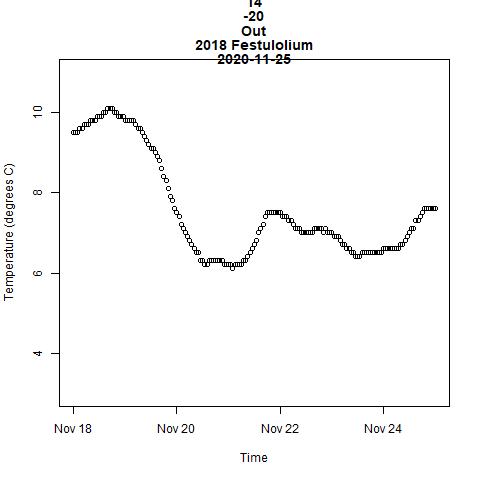 14
-20
Out
2018 Festulolium
2020-11-25
10
8
6
4
Temperature (degrees C)
Nov 18
Nov 20
Nov 22
Nov 24
Time